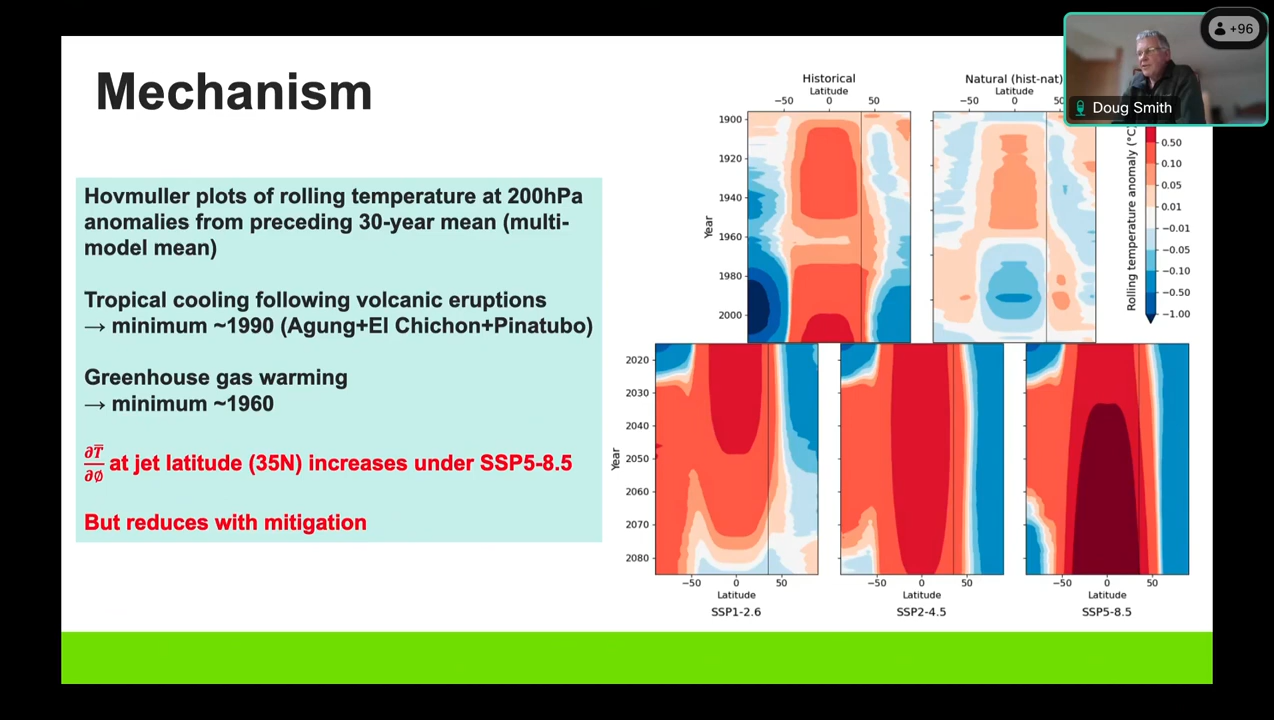 Mechanism
Hovmuller plots of rolling temperature at 200hPa
anomalies from preceding 30-year mean (multi-
model mean)
Tropical cooling following volcanic eruptions
→ minimum ~1990 (Agung+El Chichon+Pinatubo)
Greenhouse gas warming
→ minimum ~1960
∂T̅/∂Ø at jet latitude (35N) increases under SSP5-8.5
But reduces with mitigation
Historical
Latitude
−50 0 50
Natural (hist-nat)
Latitude
−50 0 50
Year
1900
1920
1940
1960
1980
2000
Rolling temperature anomaly (°C)
0.50
0.10
0.05
0.01
−0.01
−0.05
−0.10
−0.50
−1.00
Year
2020
2030
2040
2050
2060
2070
2080
−50 0 50
Latitude
SSP1-2.6
−50 0 50
Latitude
SSP2-4.5
−50 0 50
Latitude
SSP5-8.5
+96
Doug Smith